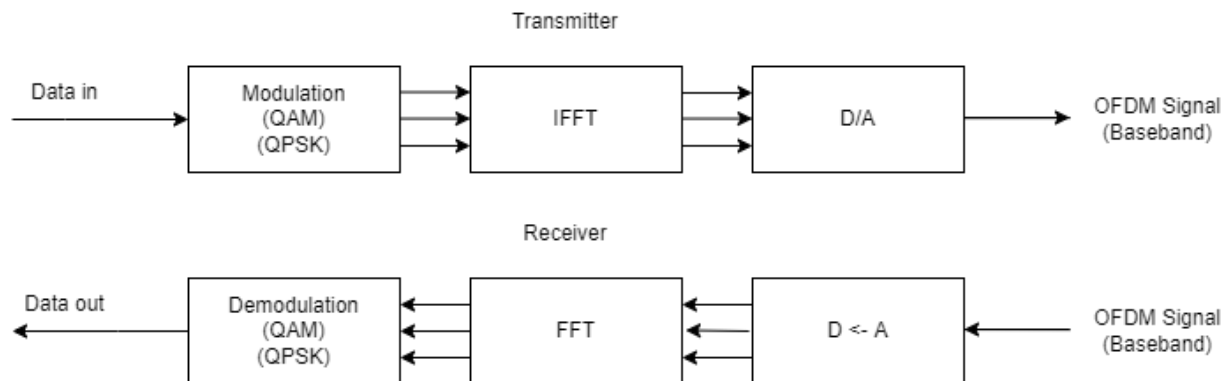 Transmitter
Data in
Modulation
(QAM)
(QPSK)
IFFT
D/A
OFDM Signal
(Baseband)
Receiver
Data out
Demodulation
(QAM)
(QPSK)
FFT
D <- A
OFDM Signal
(Baseband)